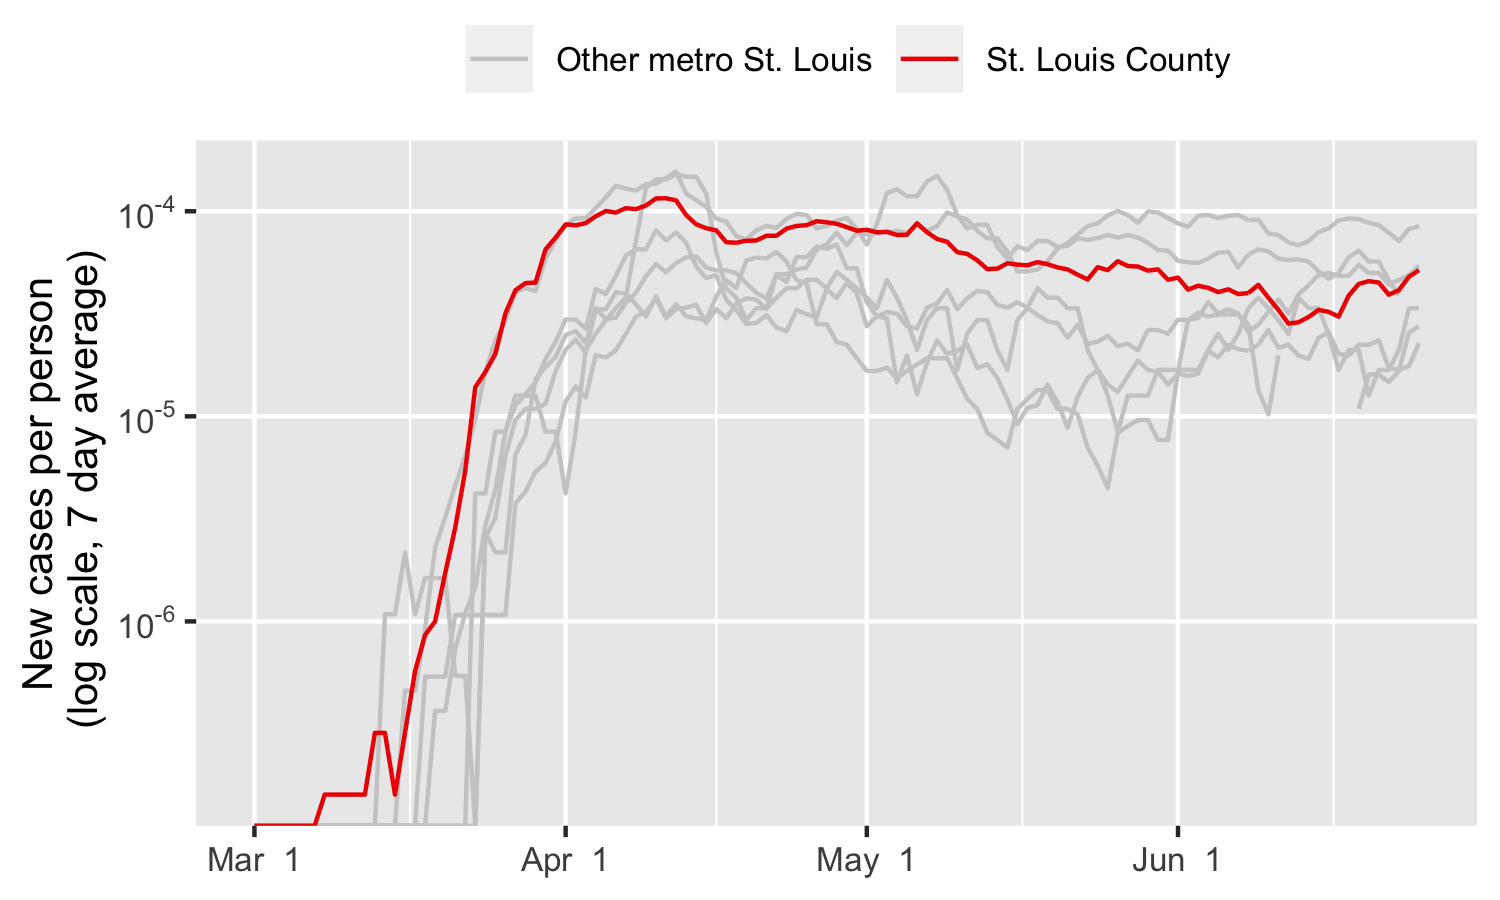 Other metro St. Louis St. Louis County
New cases per person
(log scale, 7 day average)
10⁻⁴
10⁻⁵
10⁻⁶
Mar 1 Apr 1 May 1 Jun 1